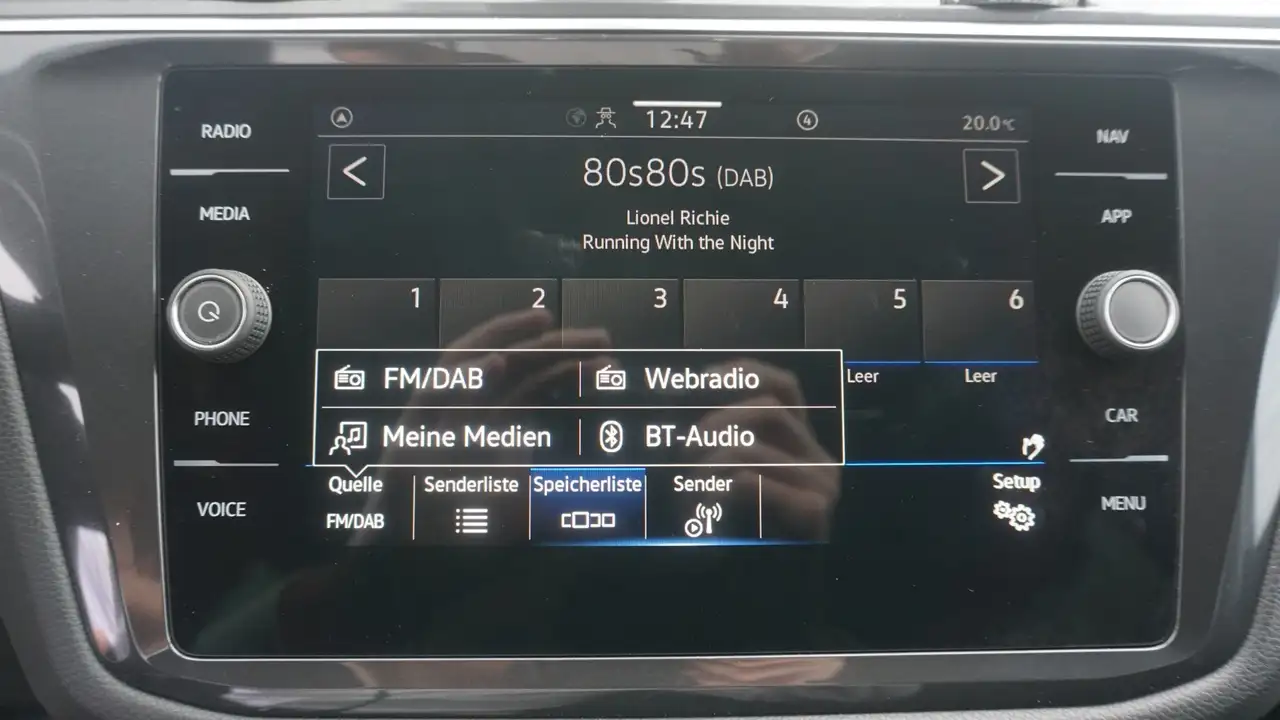 RADIO
MEDIA
PHONE
VOICE
12:47
4
20.0°C
80s80s (DAB)
Lionel Richie
Running With the Night
1 2 3 4 5 6
FM/DAB Webradio
Meine Medien BT-Audio
Leer Leer
Quelle Senderliste Speicherliste Sender Setup
FM/DAB
NAV
APP
CAR
MENU